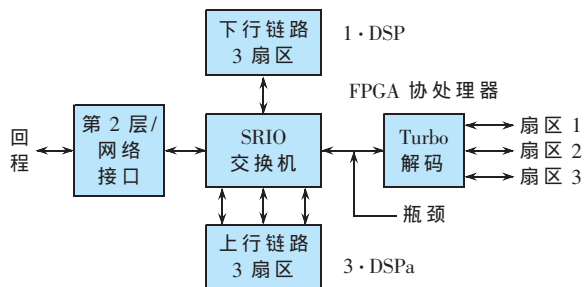 下行链路
3 扇区
1·DSP
FPGA 协处理器
回程
第 2 层/
网络
接口
SRIO
交换机
Turbo
解码
扇区 1
扇区 2
扇区 3
瓶颈
上行链路
3 扇区
3·DSPa